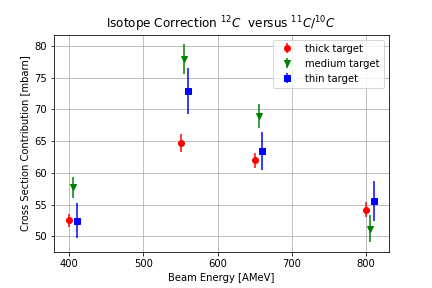 Isotope Correction ¹²C versus ¹¹C/¹⁰C
thick target
medium target
thin target
Cross Section Contribution [mbarn]
80
75
70
65
60
55
50
400
500
600
700
800
Beam Energy [AMeV]